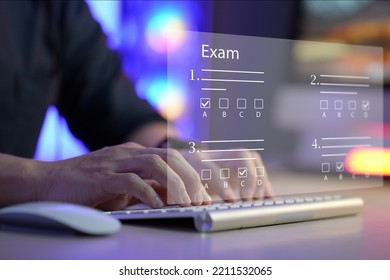 Exam
1.
2.
A B C D
A B C D
3.
4.
A B C D
A B C D
shutterstock.com · 2211532065